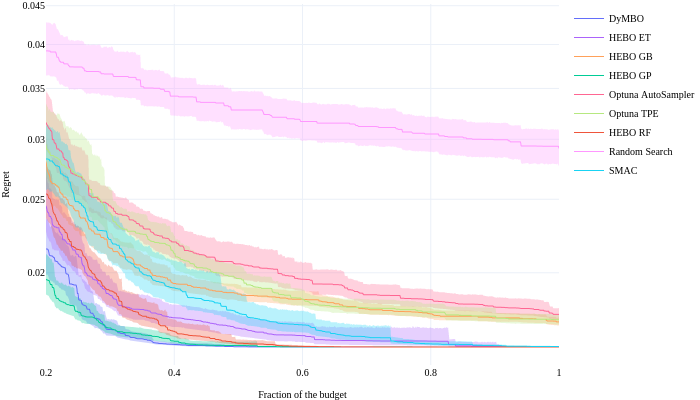 0.045
0.04
0.035
0.03
0.025
0.02
Regret
0.2
0.4
0.6
0.8
1
Fraction of the budget
DyMBO
HEBO ET
HEBO GB
HEBO GP
Optuna AutoSampler
Optuna TPE
HEBO RF
Random Search
SMAC